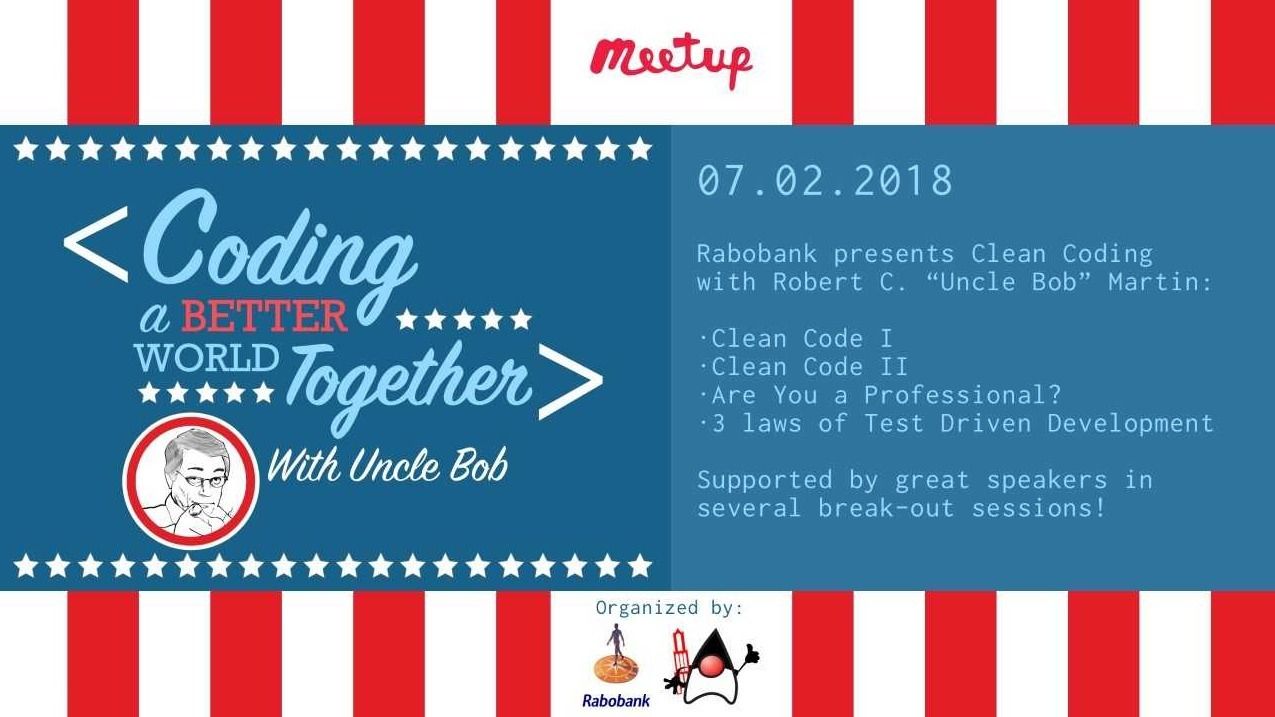 meetup
< Coding
a BETTER
WORLD Together >
With Uncle Bob
07.02.2018
Rabobank presents Clean Coding
with Robert C. “Uncle Bob” Martin:
·Clean Code I
·Clean Code II
·Are You a Professional?
·3 laws of Test Driven Development
Supported by great speakers in
several break-out sessions!
Organized by:
Rabobank